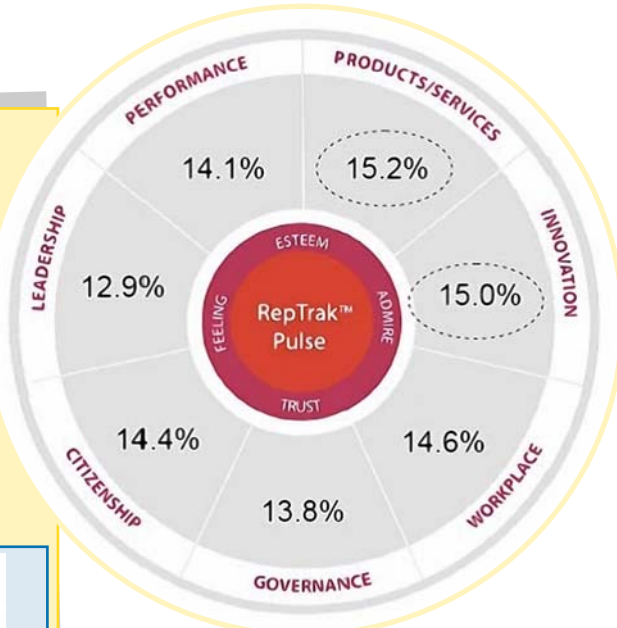 PERFORMANCE
14.1%
PRODUCTS/SERVICES
15.2%
INNOVATION
15.0%
WORKPLACE
14.6%
GOVERNANCE
13.8%
CITIZENSHIP
14.4%
LEADERSHIP
12.9%
ESTEEM
ADMIRE
TRUST
FEELING
RepTrak™
Pulse